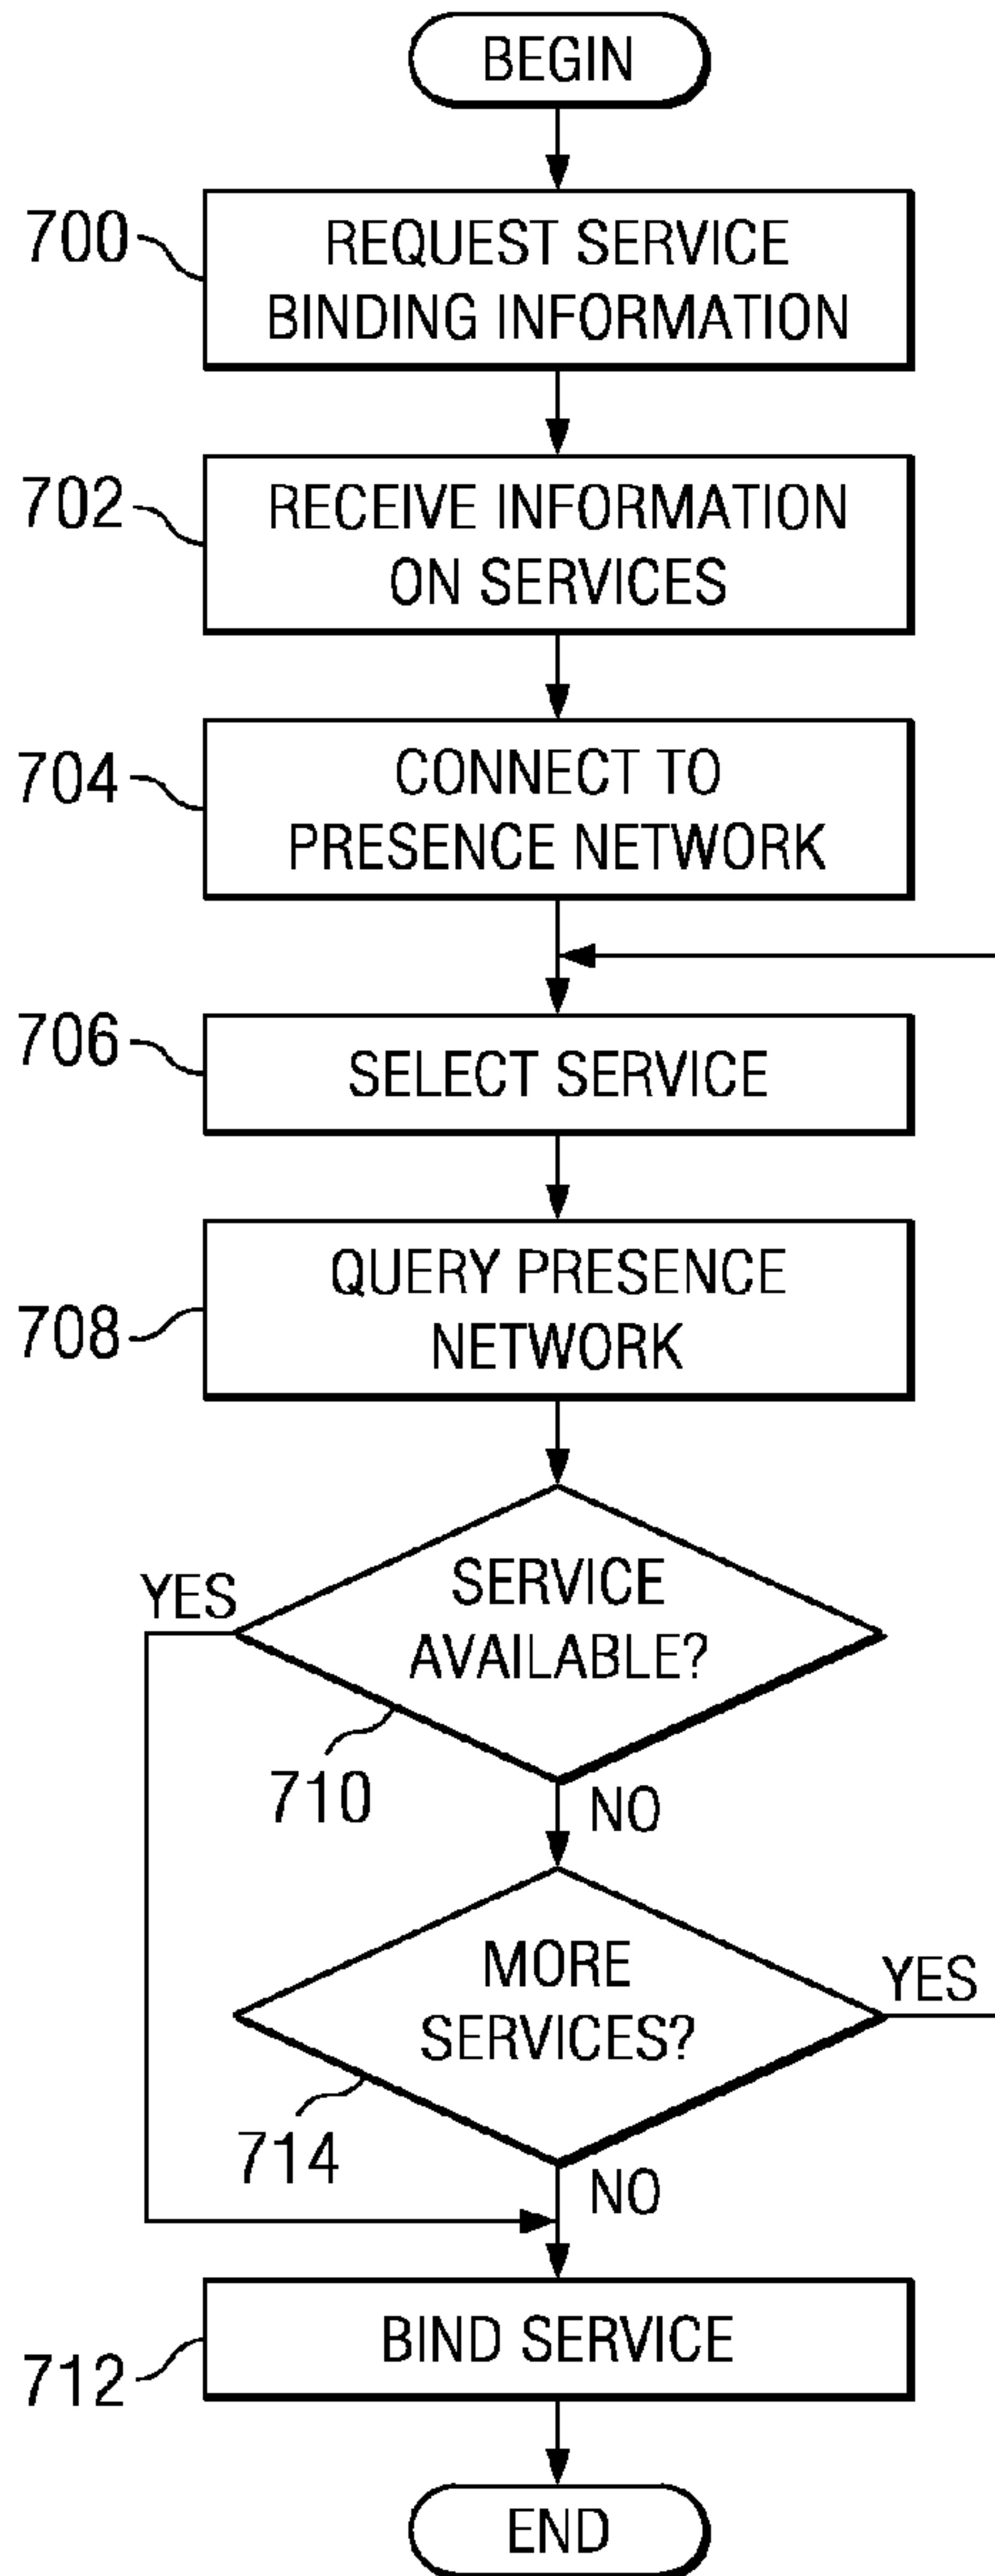 BEGIN
700
REQUEST SERVICE
BINDING INFORMATION
702
RECEIVE INFORMATION
ON SERVICES
704
CONNECT TO
PRESENCE NETWORK
706
SELECT SERVICE
708
QUERY PRESENCE
NETWORK
YES
SERVICE
AVAILABLE?
710
NO
MORE
SERVICES?
YES
714
NO
BIND SERVICE
712
END